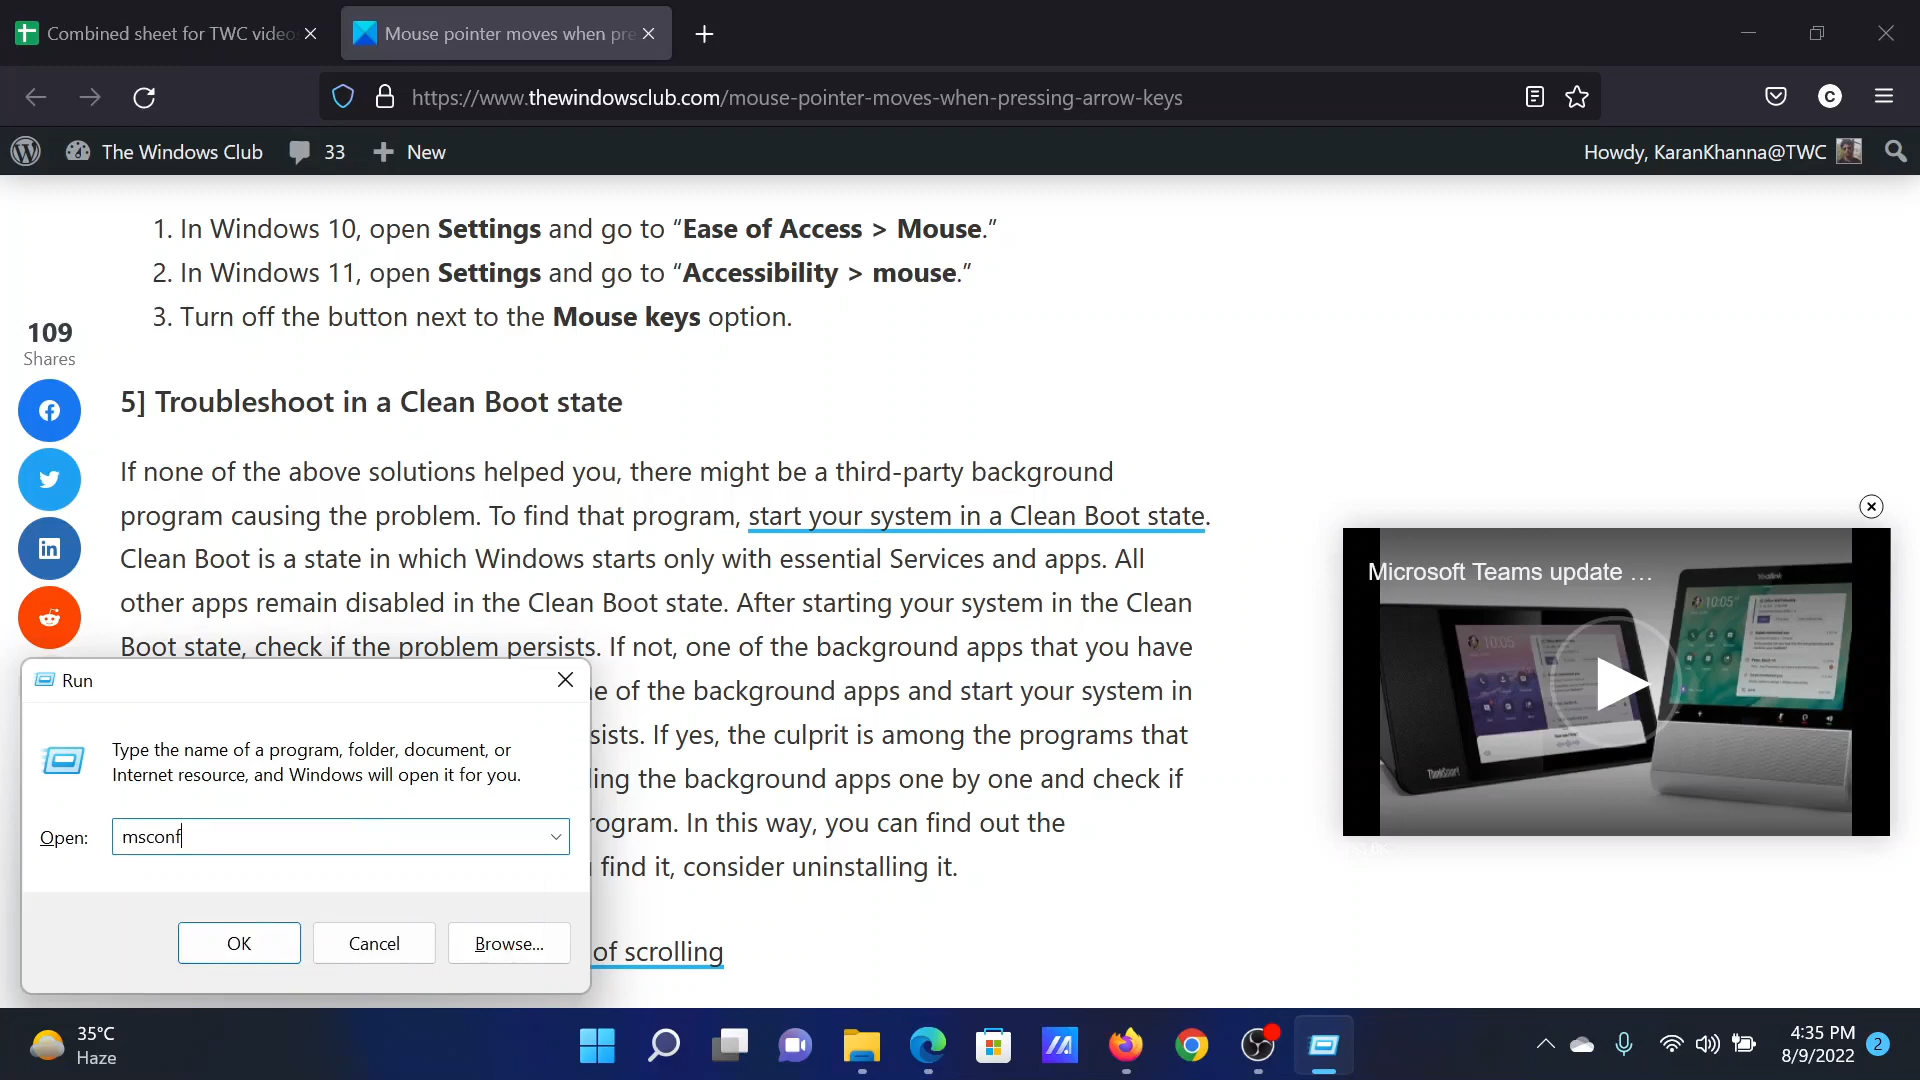 Combined sheet for TWC video
Mouse pointer moves when pre
https://www.thewindowsclub.com/mouse-pointer-moves-when-pressing-arrow-keys
C
The Windows Club
33
New
Howdy, KaranKhanna@TWC
1. In Windows 10, open Settings and go to “Ease of Access > Mouse.”
2. In Windows 11, open Settings and go to “Accessibility > mouse.”
3. Turn off the button next to the Mouse keys option.
109
Shares
5] Troubleshoot in a Clean Boot state
If none of the above solutions helped you, there might be a third-party background
program causing the problem. To find that program, start your system in a Clean Boot state.
Clean Boot is a state in which Windows starts only with essential Services and apps. All
other apps remain disabled in the Clean Boot state. After starting your system in the Clean
Boot state, check if the problem persists. If not, one of the background apps that you have
e of the background apps and start your system in
sists. If yes, the culprit is among the programs that
ling the background apps one by one and check if
rogram. In this way, you can find out the
find it, consider uninstalling it.
of scrolling
Microsoft Teams update …
Yealink
10:05
10:05
ThinkSmart
Run
Type the name of a program, folder, document, or
Internet resource, and Windows will open it for you.
Open:
msconf
OK
Cancel
Browse...
35°C
Haze
4:35 PM
8/9/2022
2